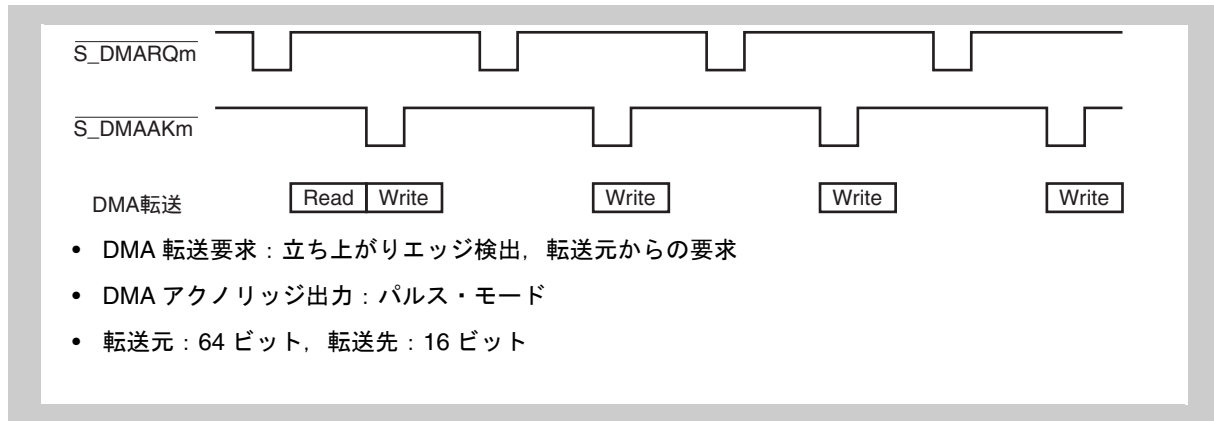 S_DMARQm
S_DMAAKm
DMA転送 Read Write Write Write Write
• DMA 転送要求：立ち上がりエッジ検出，転送元からの要求
• DMA アクノリッジ出力：パルス・モード
• 転送元：64 ビット，転送先：16 ビット